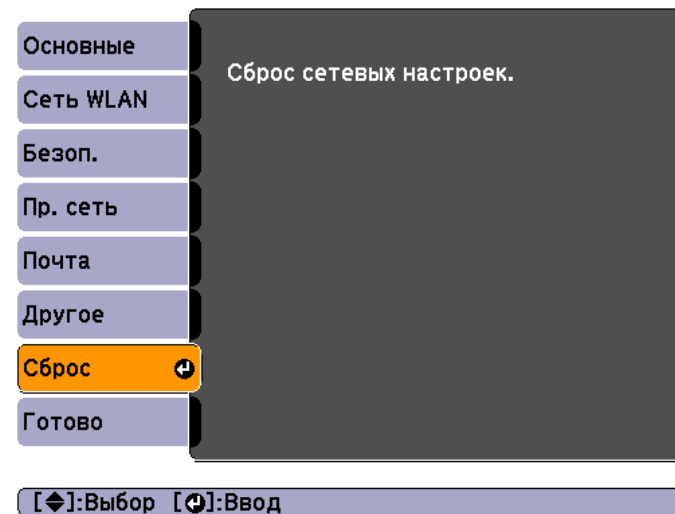 Основные
Сброс сетевых настроек.
Сеть WLAN
Безоп.
Пр. сеть
Почта
Другое
Сброс
Готово
[◆]:Выбор [⏎]:Ввод